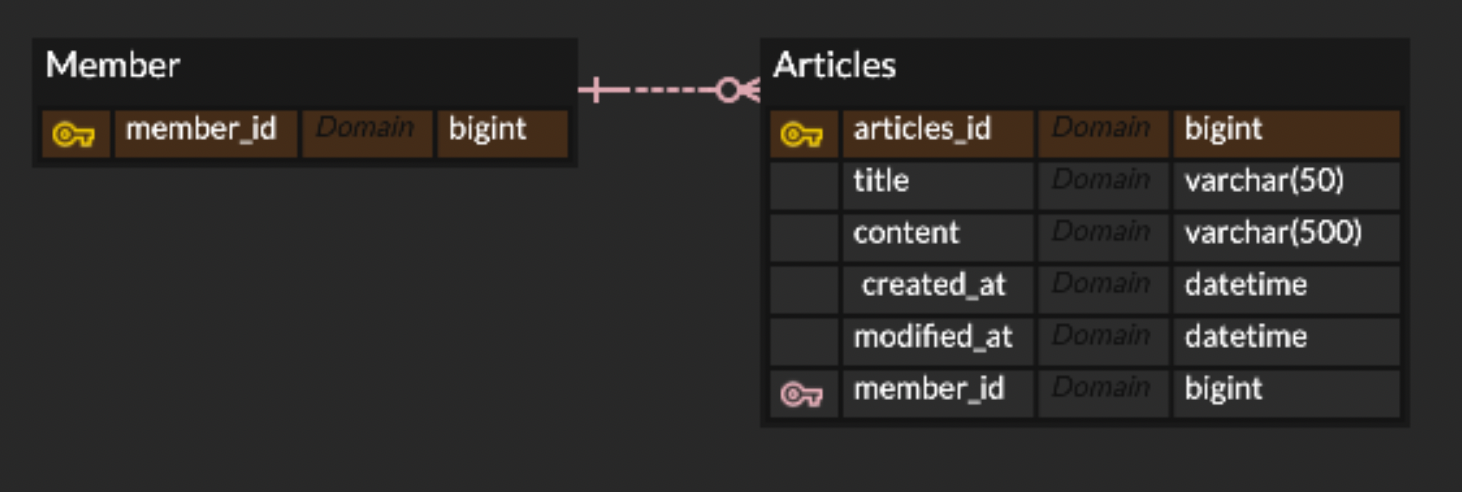 Member
member_id Domain bigint
Articles
articles_id Domain bigint
title Domain varchar(50)
content Domain varchar(500)
created_at Domain datetime
modified_at Domain datetime
member_id Domain bigint